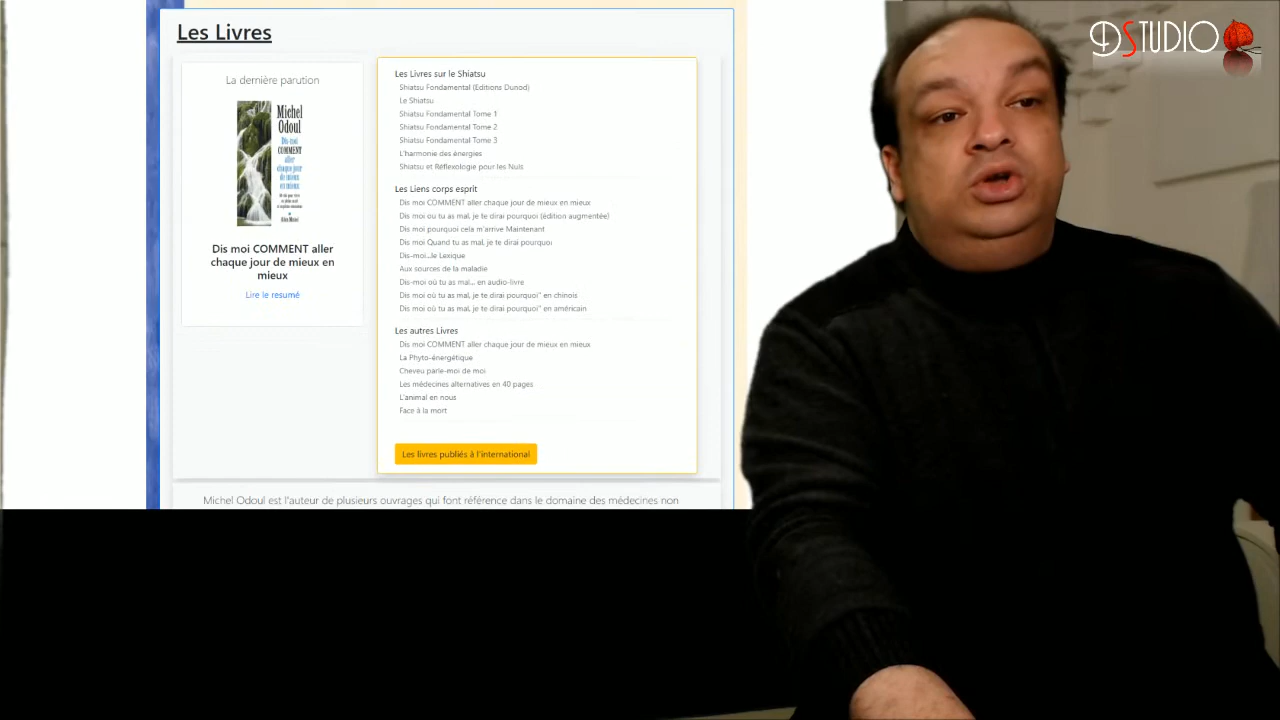 Les Livres
La dernière parution
Michel
Odoul
Dis-moi
COMMENT
aller
chaque jour
de mieux
en mieux
Dis moi COMMENT aller
chaque jour de mieux en
mieux
Lire le resumé
Les Livres sur le Shiatsu
Shiatsu Fondamental (Editions Dunod)
Le Shiatsu
Shiatsu Fondamental Tome 1
Shiatsu Fondamental Tome 2
Shiatsu Fondamental Tome 3
L'harmonie des énergies
Shiatsu et Réflexologie pour les Nuls
Les Liens corps esprit
Dis moi COMMENT aller chaque jour de mieux en mieux
Dis moi ou tu as mal, je te dirai pourquoi (édition augmentée)
Dis moi pourquoi cela m'arrive Maintenant
Dis moi Quand tu as mal, je te dirai pourquoi
Dis-moi...le Lexique
Aux sources de la maladie
Dis-moi où tu as mal... en audio-livre
Dis moi où tu as mal, je te dirai pourquoi" en chinois
Dis moi où tu as mal, je te dirai pourquoi" en américain
Les autres Livres
Dis moi COMMENT aller chaque jour de mieux en mieux
La Phyto-énergétique
Cheveu parle-moi de moi
Les médecines alternatives en 40 pages
L'animal en nous
Face à la mort
Les livres publiés à l'international
Michel Odoul est l'auteur de plusieurs ouvrages qui font référence dans le domaine des médecines non
DSTUDIO